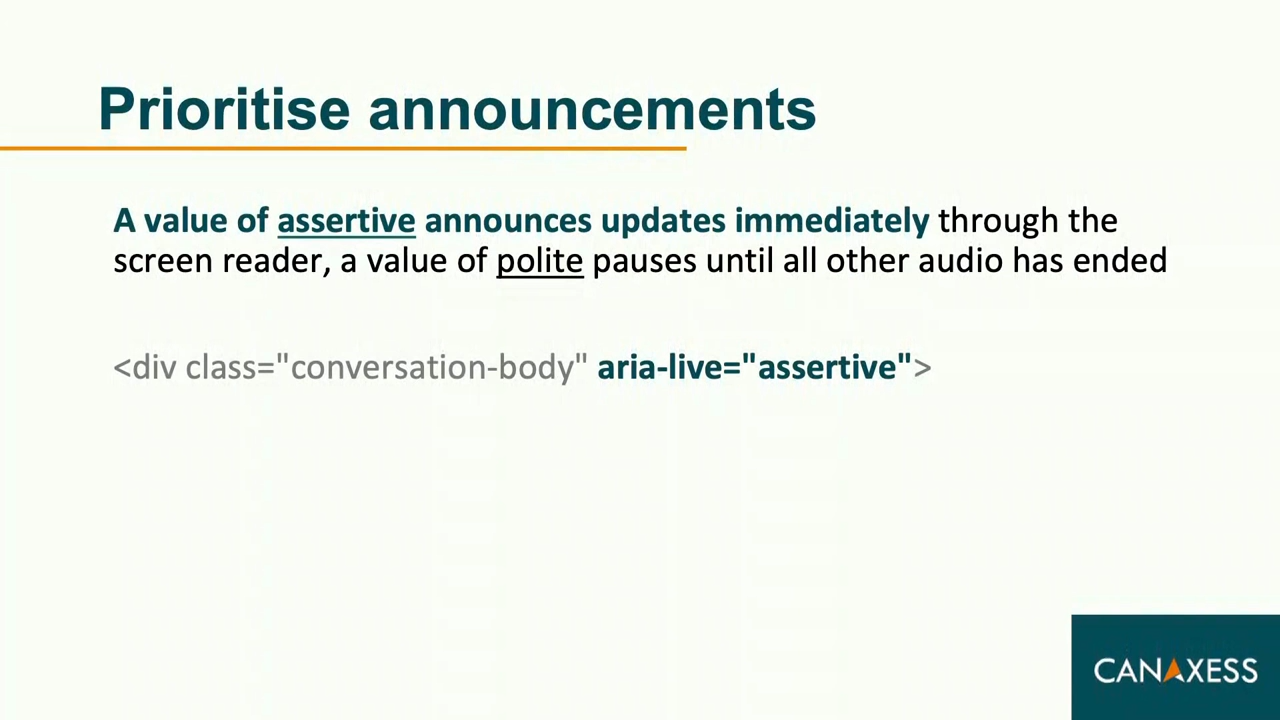 Prioritise announcements
A value of assertive announces updates immediately through the
screen reader, a value of polite pauses until all other audio has ended
<div class="conversation-body" aria-live="assertive">
CANAXESS